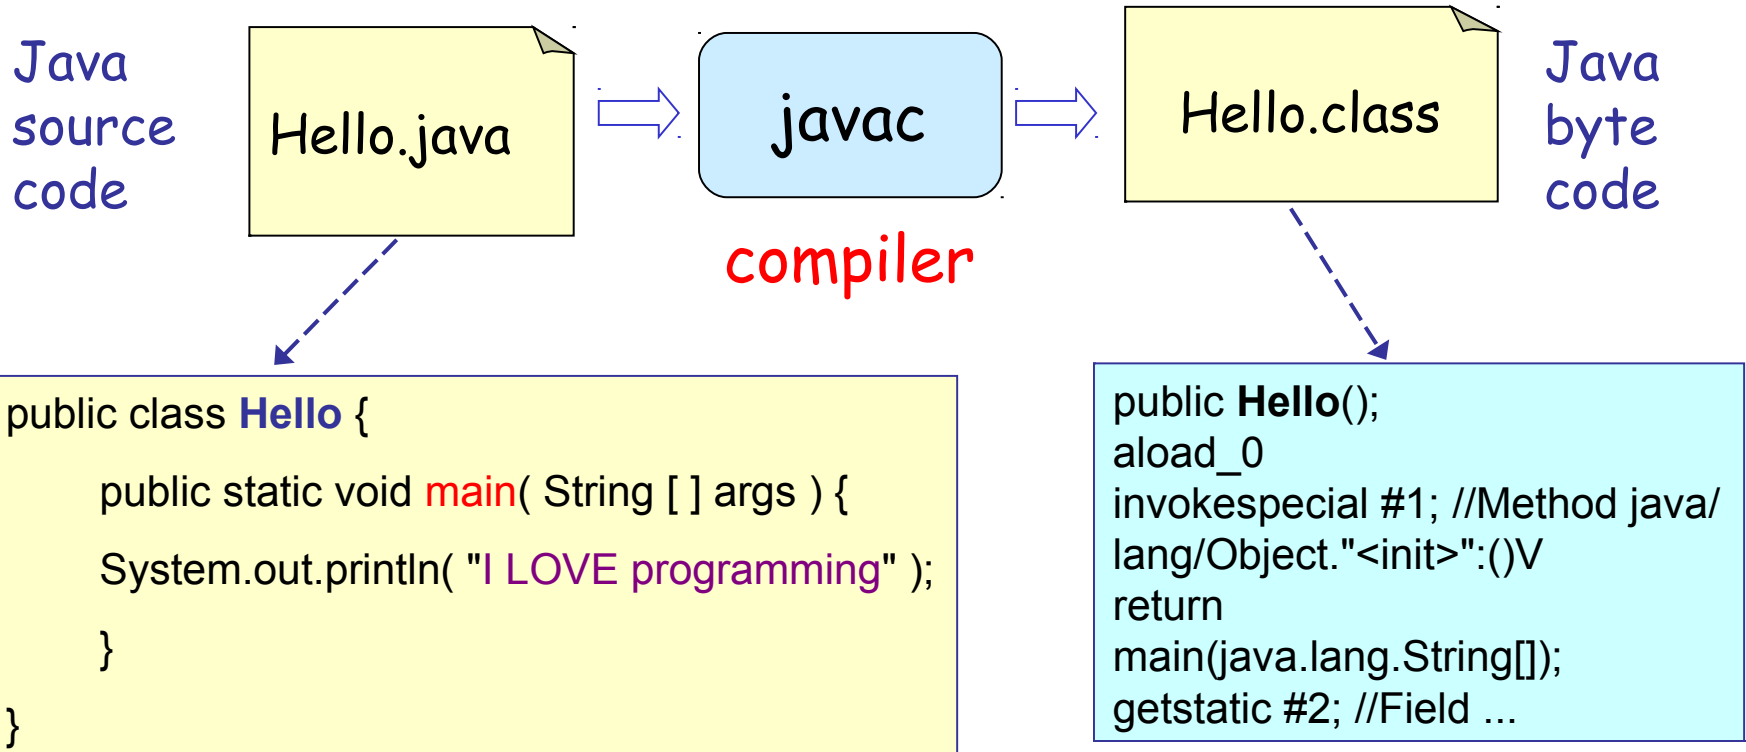 Java
source
code
Hello.java
javac
compiler
Hello.class
Java
byte
code
public class Hello {
public static void main( String [ ] args ) {
System.out.println( "I LOVE programming" );
}
}
public Hello();
aload_0
invokespecial #1; //Method java/
lang/Object."<init>":()V
return
main(java.lang.String[]);
getstatic #2; //Field ...